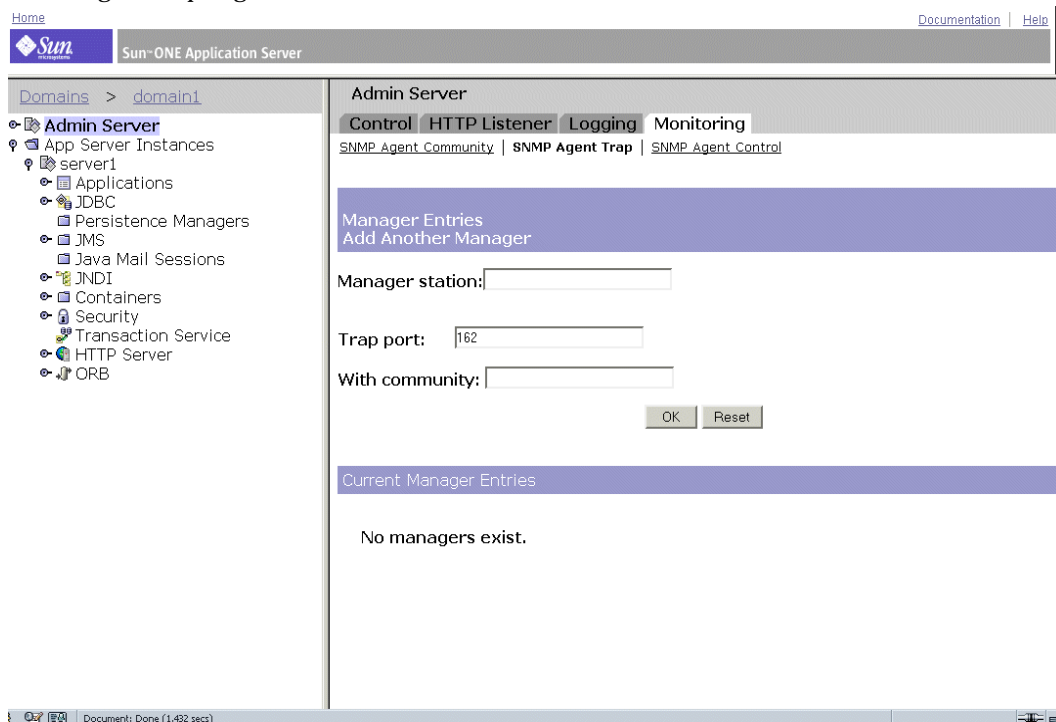 Home
Documentation | Help
Sun microsystems
Sun™ ONE Application Server
Domains > domain1
Admin Server
App Server Instances
server1
Applications
JDBC
Persistence Managers
JMS
Java Mail Sessions
JNDI
Containers
Security
Transaction Service
HTTP Server
ORB
Admin Server
Control HTTP Listener Logging Monitoring
SNMP Agent Community | SNMP Agent Trap | SNMP Agent Control
Manager Entries
Add Another Manager
Manager station:
Trap port: 162
With community:
OK Reset
Current Manager Entries
No managers exist.
Document: Done (1.432 secs)